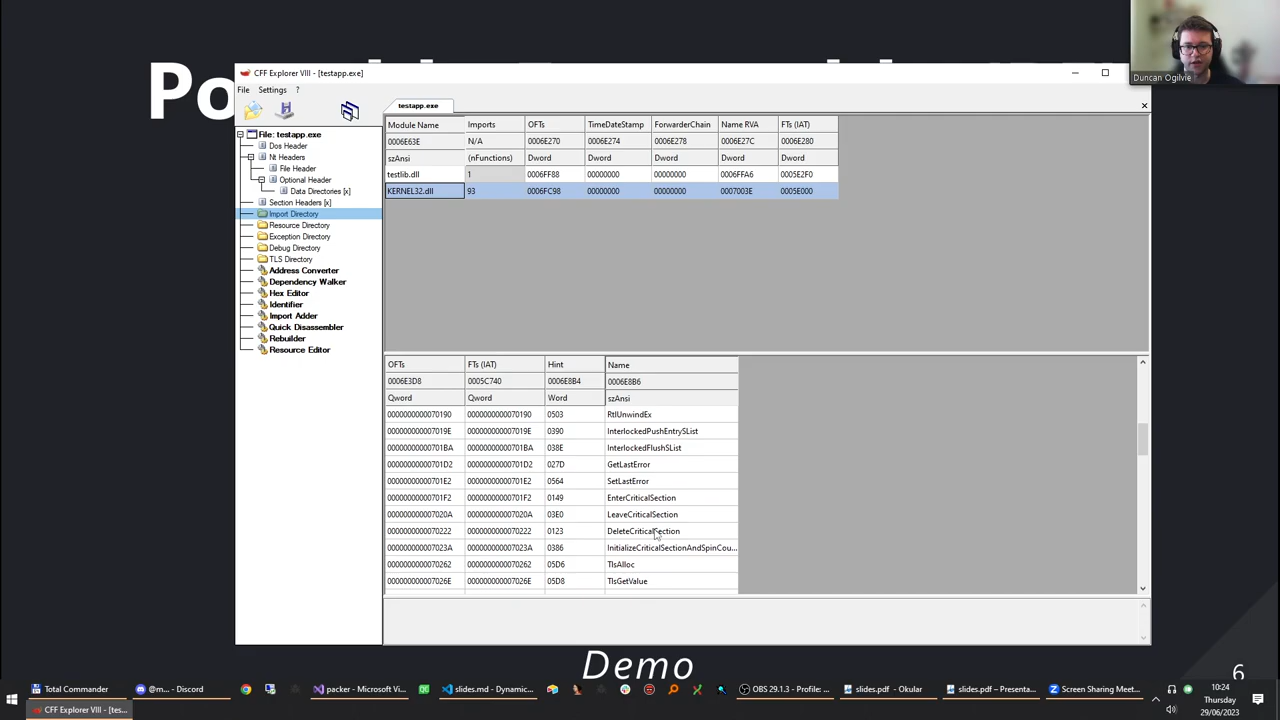 Po
Duncan Ogilvie
CFF Explorer VIII - [testapp.exe]
File Settings ?
testapp.exe
File: testapp.exe
Dos Header
Nt Headers
File Header
Optional Header
Data Directories [x]
Section Headers [x]
Import Directory
Resource Directory
Exception Directory
Debug Directory
TLS Directory
Address Converter
Dependency Walker
Hex Editor
Identifier
Import Adder
Quick Disassembler
Rebuilder
Resource Editor
Module Name Imports OFTs TimeDateStamp ForwarderChain Name RVA FTs (IAT)
0006E63E N/A 0006E270 0006E274 0006E278 0006E27C 0006E280
szAnsi (nFunctions) Dword Dword Dword Dword Dword
testlib.dll 1 0006FF88 00000000 00000000 0006FFA6 0005E2F0
KERNEL32.dll 93 0006FC98 00000000 00000000 0007003E 0005E000
OFTs FTs (IAT) Hint Name
0006E3D8 0005C740 0006E8B4 0006E8B6
Qword Qword Word szAnsi
0000000000070190 0000000000070190 0503 RtlUnwindEx
000000000007019E 000000000007019E 0390 InterlockedPushEntrySList
00000000000701BA 00000000000701BA 038E InterlockedFlushSList
00000000000701D2 00000000000701D2 027D GetLastError
00000000000701E2 00000000000701E2 0564 SetLastError
00000000000701F2 00000000000701F2 0149 EnterCriticalSection
000000000007020A 000000000007020A 03E0 LeaveCriticalSection
0000000000070222 0000000000070222 0123 DeleteCriticalSection
000000000007023A 000000000007023A 0386 InitializeCriticalSectionAndSpinCou...
0000000000070262 0000000000070262 05D6 TlsAlloc
000000000007026E 000000000007026E 05D8 TlsGetValue
Demo
6
Total Commander @m... - Discord packer - Microsoft Vi... slides.md - Dynamic... OBS 29.1.3 - Profile: ... slides.pdf - Okular slides.pdf – Presenta... Screen Sharing Meet...
CFF Explorer VIII - [tes...
10:24
Thursday
29/06/2023